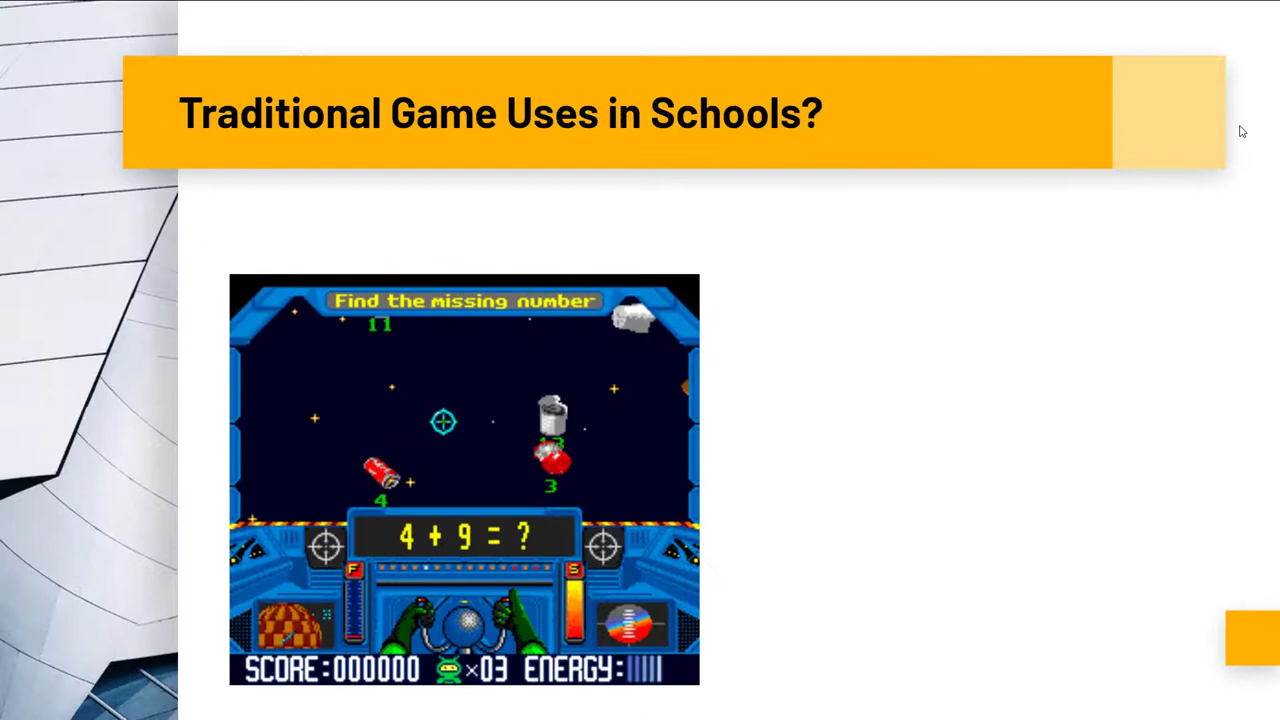 Traditional Game Uses in Schools?
Find the missing number
11
3
4
4 + 9 = ?
F
S
SCORE:000000 ×03 ENERGY: